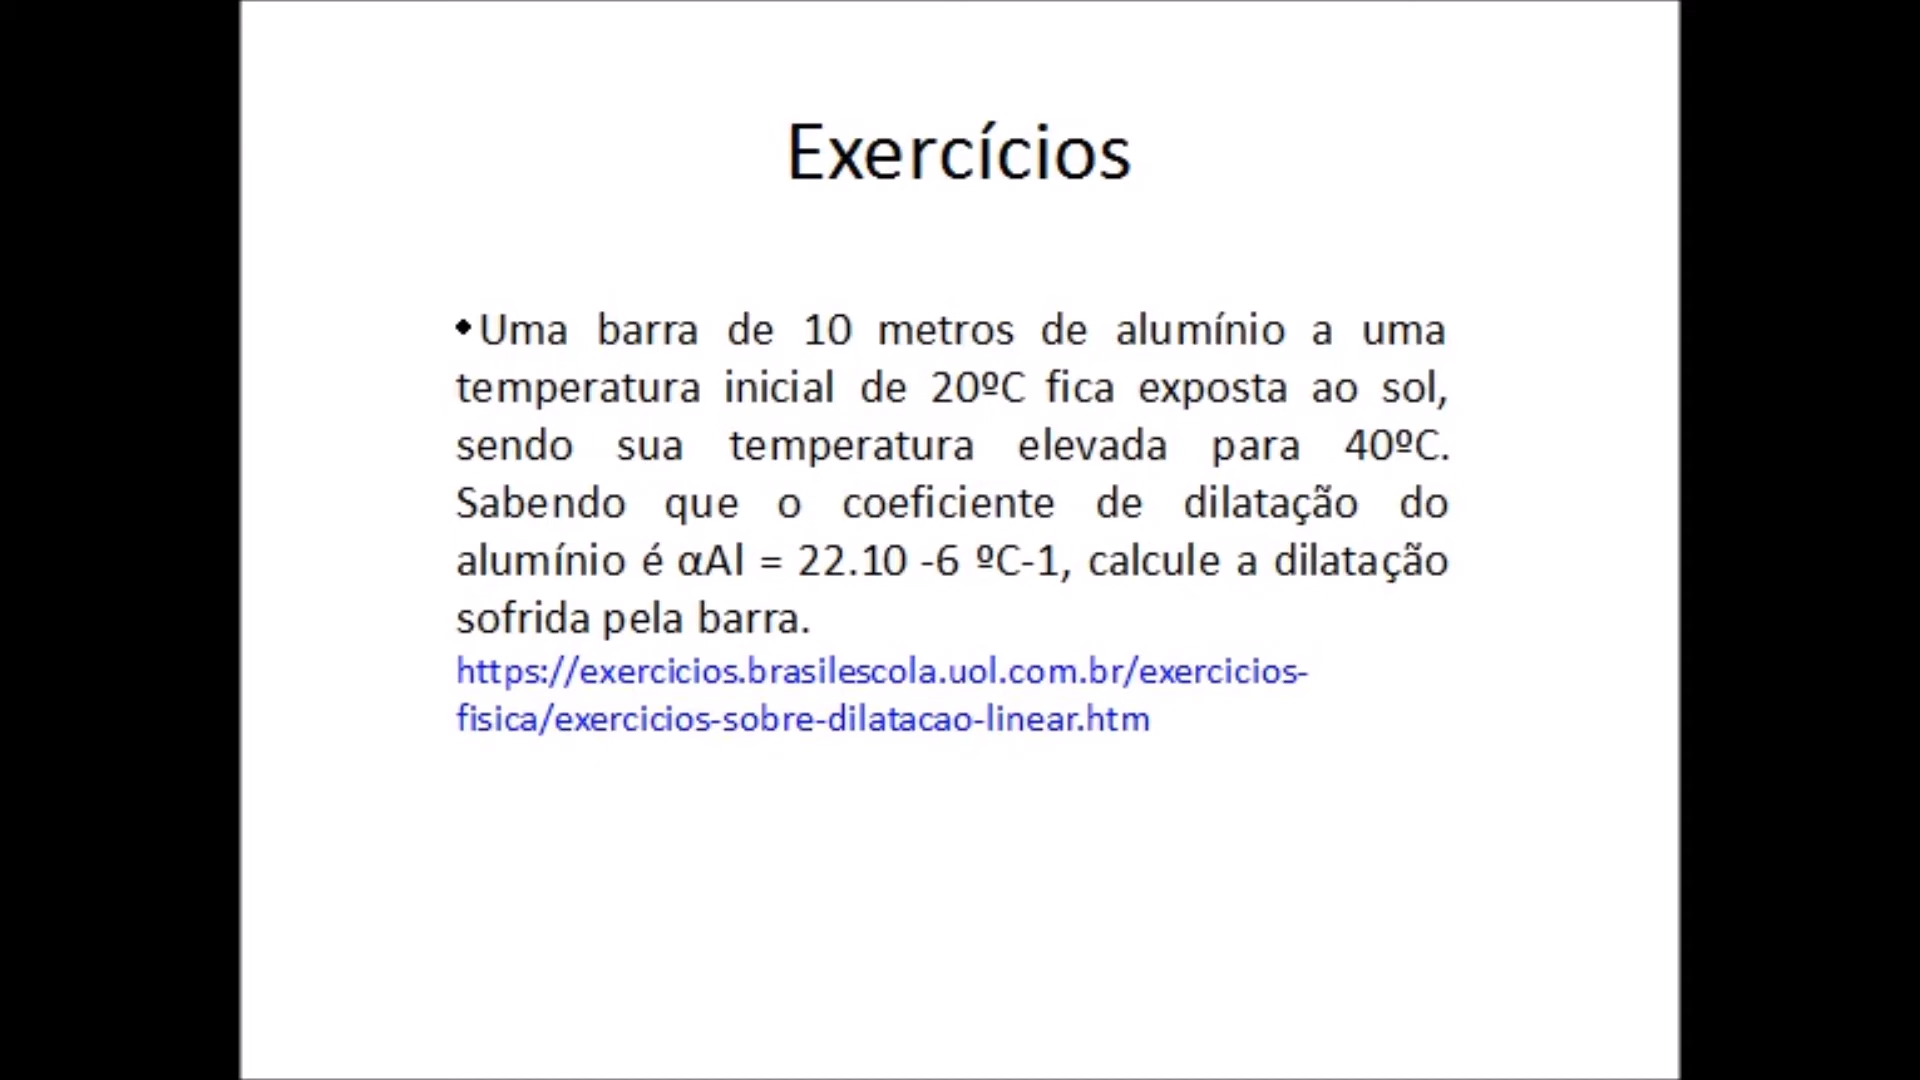 Exercícios
•Uma barra de 10 metros de alumínio a uma
temperatura inicial de 20ºC fica exposta ao sol,
sendo sua temperatura elevada para 40ºC.
Sabendo que o coeficiente de dilatação do
alumínio é αAl = 22.10 -6 ºC-1, calcule a dilatação
sofrida pela barra.
https://exercicios.brasilescola.uol.com.br/exercicios-
fisica/exercicios-sobre-dilatacao-linear.htm